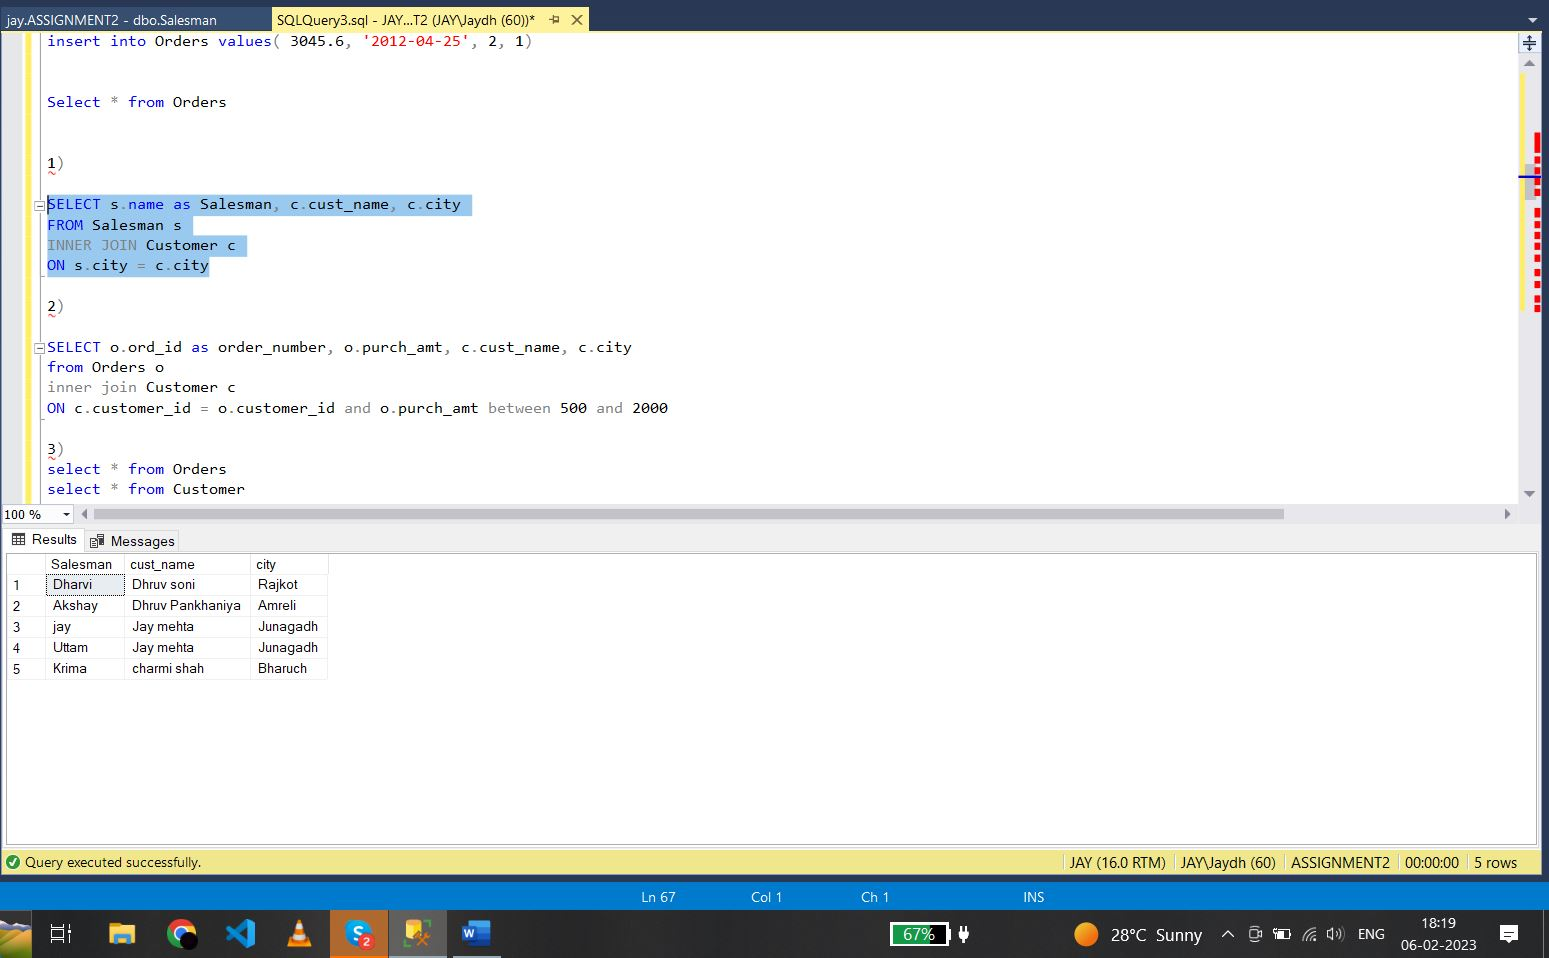 jay.ASSIGNMENT2 - dbo.Salesman
SQLQuery3.sql - JAY...T2 (JAY\Jaydh (60))*
insert into Orders values( 3045.6, '2012-04-25', 2, 1)
Select * from Orders
1)
SELECT s.name as Salesman, c.cust_name, c.city
FROM Salesman s
INNER JOIN Customer c
ON s.city = c.city
2)
SELECT o.ord_id as order_number, o.purch_amt, c.cust_name, c.city
from Orders o
inner join Customer c
ON c.customer_id = o.customer_id and o.purch_amt between 500 and 2000
3)
select * from Orders
select * from Customer
100 %
Results Messages
Salesman cust_name city
1 Dharvi Dhruv soni Rajkot
2 Akshay Dhruv Pankhaniya Amreli
3 jay Jay mehta Junagadh
4 Uttam Jay mehta Junagadh
5 Krima charmi shah Bharuch
Query executed successfully. JAY (16.0 RTM) JAY\Jaydh (60) ASSIGNMENT2 00:00:00 5 rows
Ln 67 Col 1 Ch 1 INS
S 2 W 67% 28°C Sunny ENG 18:19
06-02-2023